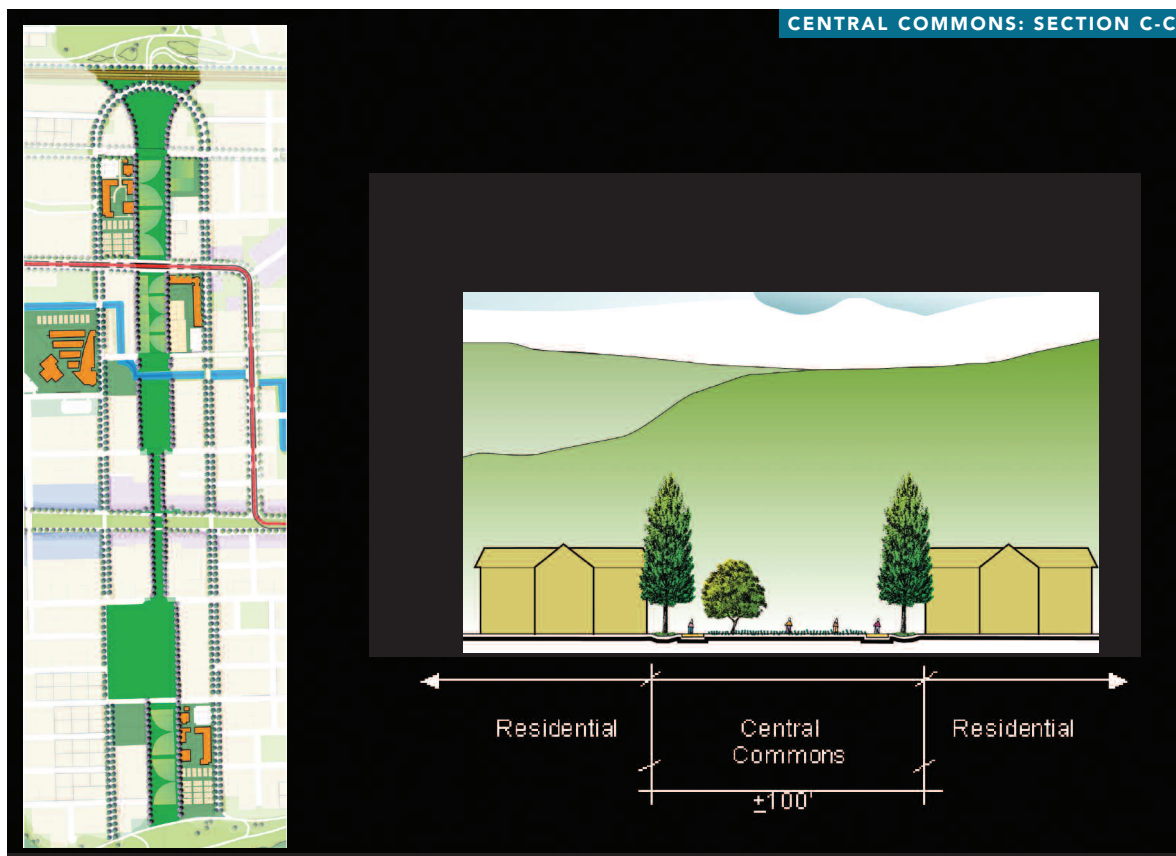 CENTRAL COMMONS: SECTION C-C
Residential
Central
Commons
Residential
±100'